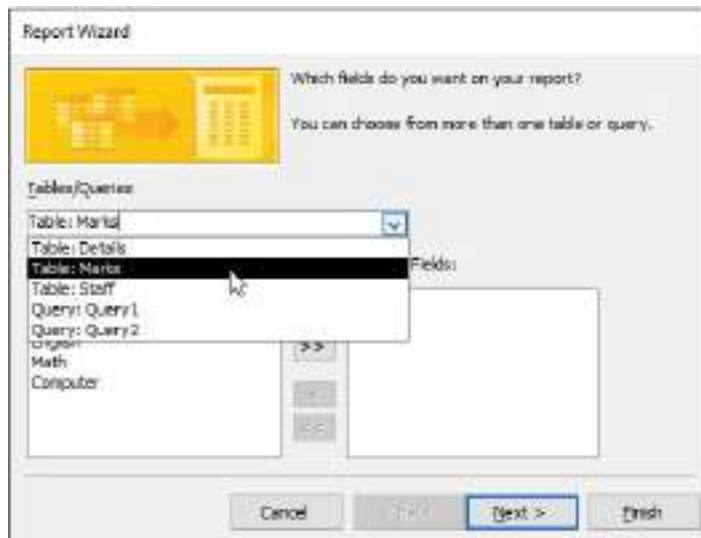 Report Wizard
Which fields do you want on your report?
You can choose from more than one table or query.
Tables/Queries
Table: Marks
Table: Details
Table: Marks
Table: Staff
Query: Query1
Query: Query2
Fields:
English
>>
Math
Computer
<
<<
Cancel
Next >
Finish